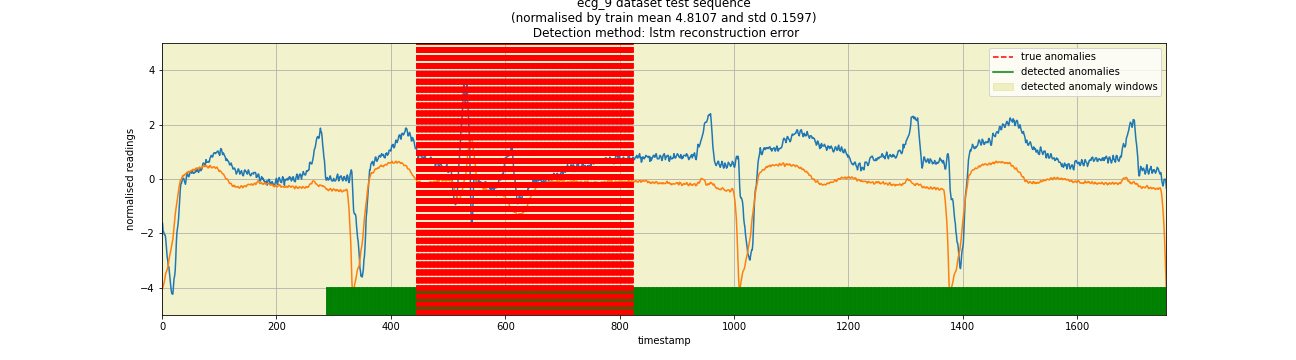 ecg_9 dataset test sequence
(normalised by train mean 4.8107 and std 0.1597)
Detection method: lstm reconstruction error
true anomalies
detected anomalies
detected anomaly windows
normalised readings
4
2
0
−2
−4
0 200 400 600 800 1000 1200 1400 1600
timestamp